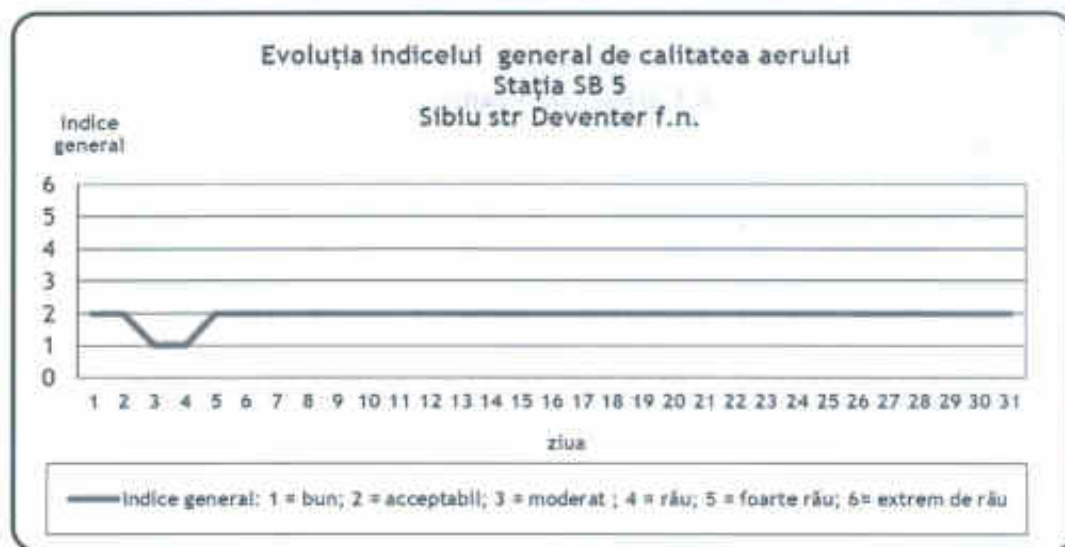 Evoluția indicelui general de calitatea aerului
Stația SB 5
Sibiu str Deventer f.n.
indice
general
6
5
4
3
2
1
0
1 2 3 4 5 6 7 8 9 10 11 12 13 14 15 16 17 18 19 20 21 22 23 24 25 26 27 28 29 30 31
ziua
Indice general: 1 = bun; 2 = acceptabil; 3 = moderat ; 4 = rău; 5 = foarte rău; 6= extrem de rău